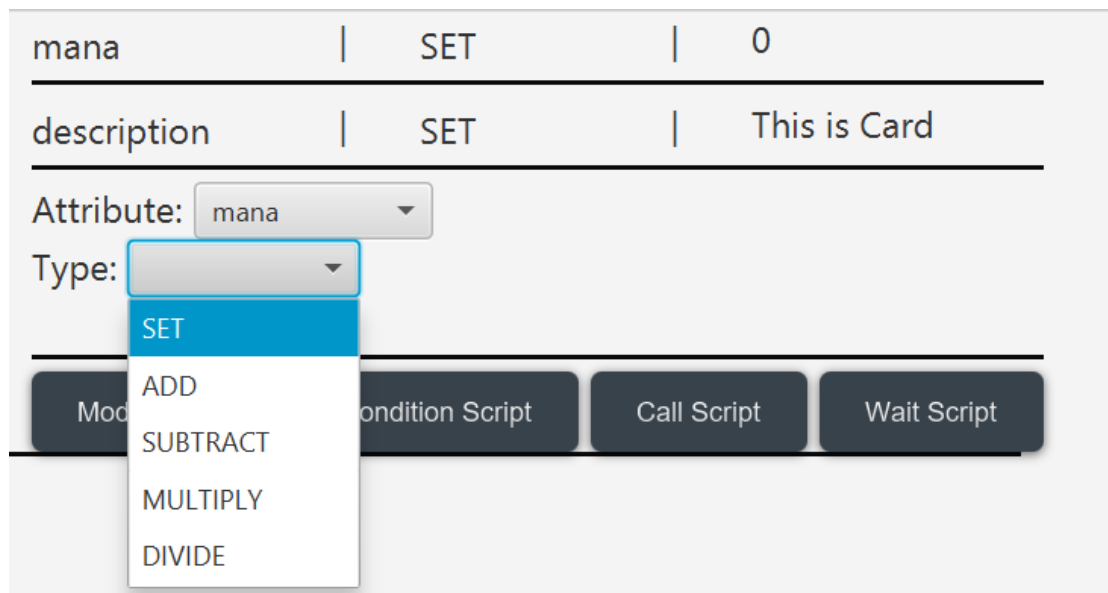 mana | SET | 0
description | SET | This is Card
Attribute: mana
Type:
SET
ADD
SUBTRACT
MULTIPLY
DIVIDE
Script Call Script Wait Script